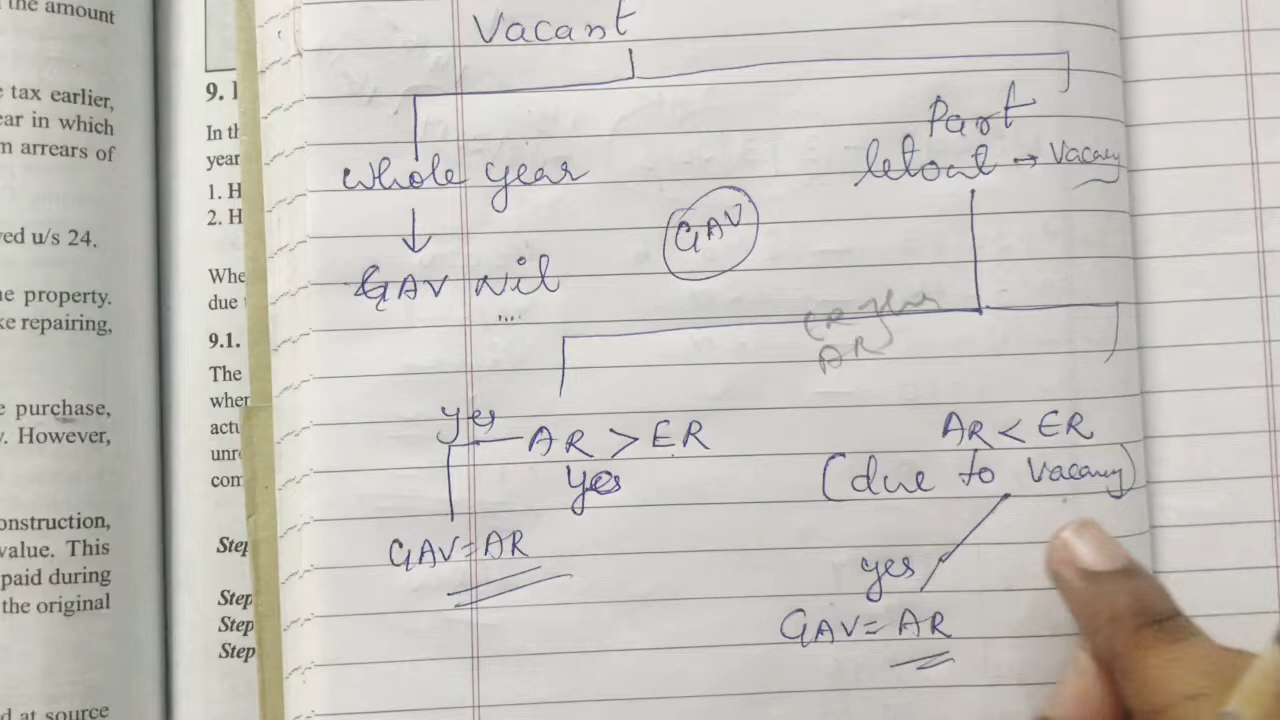 the amount
tax earlier,
ear in which
m arrears of
ved u/s 24.
ne property.
ke repairing,
e purchase,
y. However,
onstruction,
value. This
paid during
the original
d at source
9. I
In th
year
1. H
2. H
Whe
due
9.1.
The
when
actu
unre
com
Step
Step
Step
Step
Vacant
Whole year
GAV Nil
GAV
Part
letout → Vacancy
ER
AR
yes
AR > ER
yes
GAV = AR
AR < ER
(due to vacancy)
yes
GAV = AR